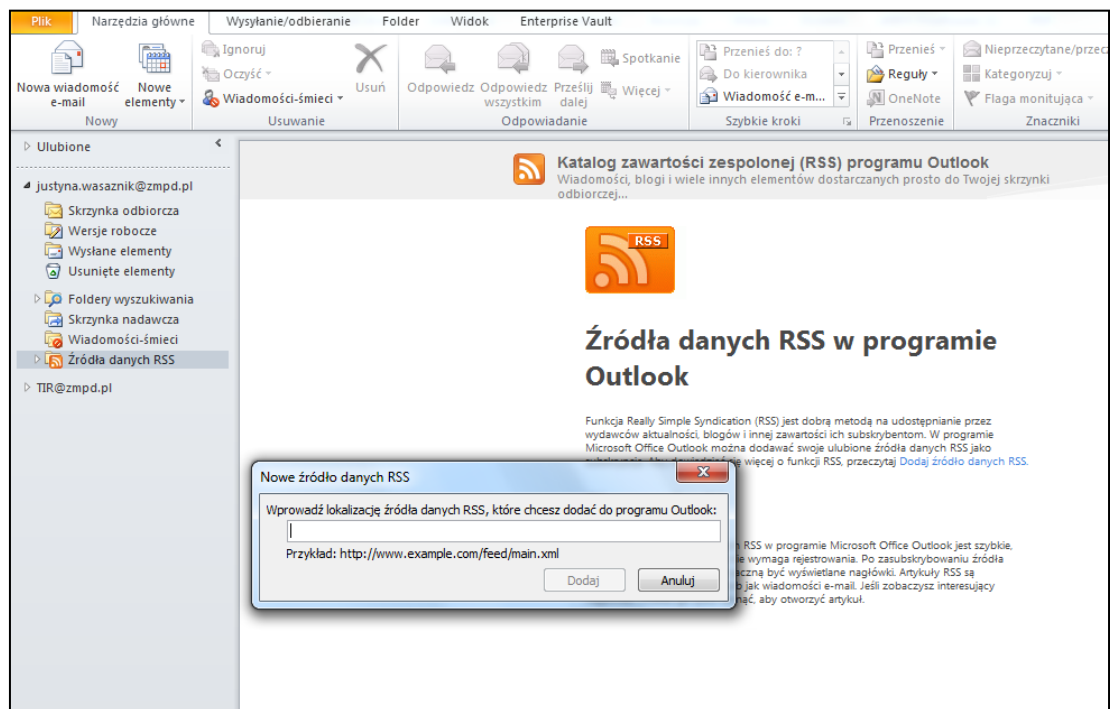 Plik Narzędzia główne Wysyłanie/odbieranie Folder Widok Enterprise Vault
Nowa wiadomość e-mail
Nowe elementy
Nowy
Ignoruj
Oczyść
Wiadomości-śmieci
Usuń
Usuwanie
Odpowiedz
Odpowiedz wszystkim
Prześlij dalej
Spotkanie
Więcej
Odpowiadanie
Przenieś do: ?
Do kierownika
Wiadomość e-m...
Szybkie kroki
Przenieś
Reguły
OneNote
Przenoszenie
Nieprzeczytane/przecz
Kategoryzuj
Flaga monitująca
Znaczniki
Ulubione
justyna.wasaznik@zmpd.pl
Skrzynka odbiorcza
Wersje robocze
Wysłane elementy
Usunięte elementy
Foldery wyszukiwania
Skrzynka nadawcza
Wiadomości-śmieci
Źródła danych RSS
TIR@zmpd.pl
Katalog zawartości zespolonej (RSS) programu Outlook
Wiadomości, blogi i wiele innych elementów dostarczanych prosto do Twojej skrzynki
odbiorczej...
RSS
Źródła danych RSS w programie
Outlook
Funkcja Really Simple Syndication (RSS) jest dobrą metodą na udostępnianie przez
wydawców aktualności, blogów i innej zawartości ich subskrybentom. W programie
Microsoft Office Outlook można dodawać swoje ulubione źródła danych RSS jako
więcej o funkcji RSS, przeczytaj Dodaj źródło danych RSS.
Nowe źródło danych RSS
Wprowadź lokalizację źródła danych RSS, które chcesz dodać do programu Outlook:
Przykład: http://www.example.com/feed/main.xml
Dodaj Anuluj
RSS w programie Microsoft Office Outlook jest szybkie,
wymaga rejestrowania. Po zasubskrybowaniu źródła
być wyświetlane nagłówki. Artykuły RSS są
jak wiadomości e-mail. Jeśli zobaczysz interesujący
aby otworzyć artykuł.